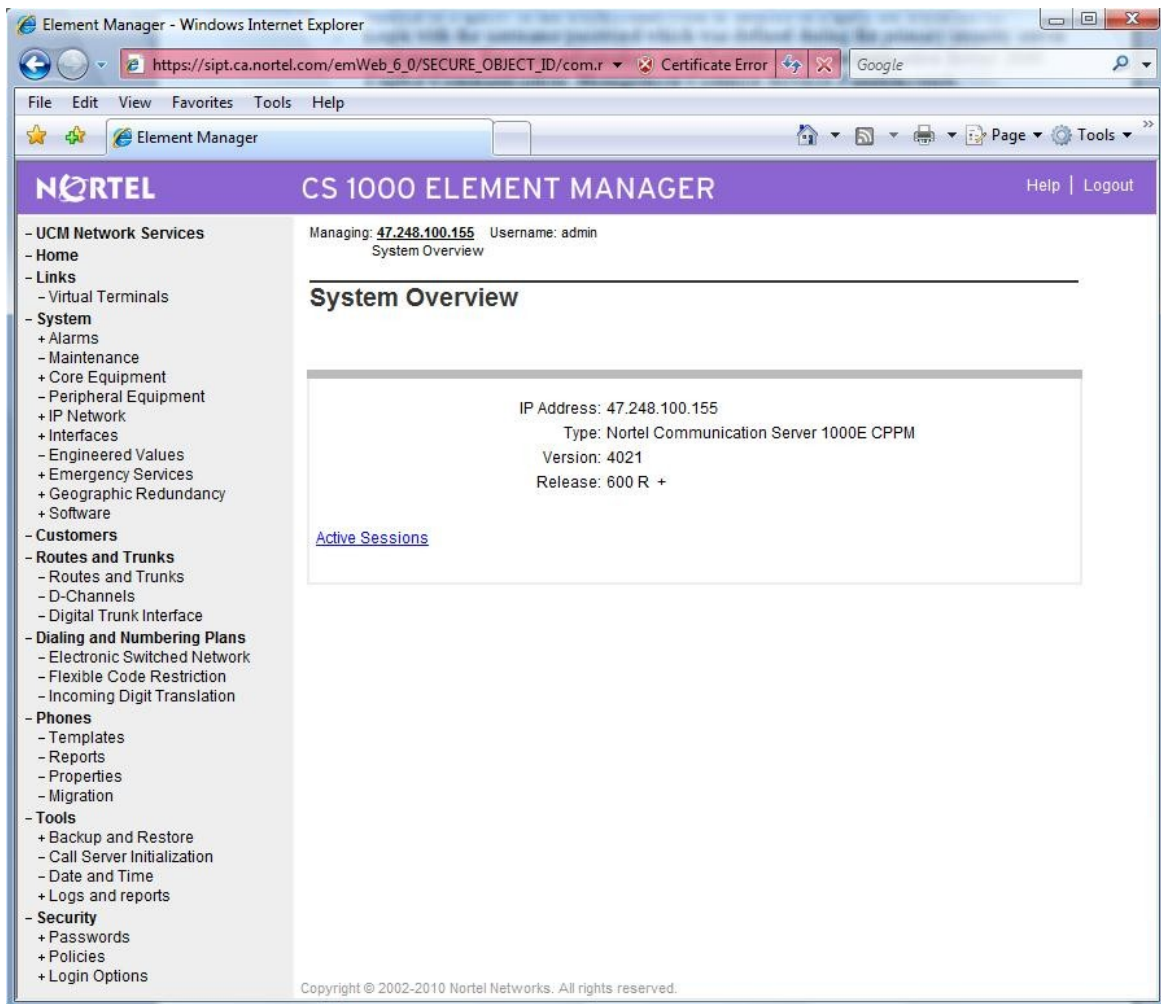 Element Manager - Windows Internet Explorer
https://sipt.ca.nortel.com/emWeb_6_0/SECURE_OBJECT_ID/com.r Certificate Error Google
File Edit View Favorites Tools Help
Element Manager Page Tools
NORTEL CS 1000 ELEMENT MANAGER Help | Logout
- UCM Network Services
- Home
- Links
- Virtual Terminals
- System
+ Alarms
- Maintenance
+ Core Equipment
- Peripheral Equipment
+ IP Network
+ Interfaces
- Engineered Values
+ Emergency Services
+ Geographic Redundancy
+ Software
- Customers
- Routes and Trunks
- Routes and Trunks
- D-Channels
- Digital Trunk Interface
- Dialing and Numbering Plans
- Electronic Switched Network
- Flexible Code Restriction
- Incoming Digit Translation
- Phones
- Templates
- Reports
- Properties
- Migration
- Tools
+ Backup and Restore
- Call Server Initialization
- Date and Time
+ Logs and reports
- Security
+ Passwords
+ Policies
+ Login Options
Managing: 47.248.100.155 Username: admin
System Overview
System Overview
IP Address: 47.248.100.155
Type: Nortel Communication Server 1000E CPPM
Version: 4021
Release: 600 R +
Active Sessions
Copyright © 2002-2010 Nortel Networks. All rights reserved.